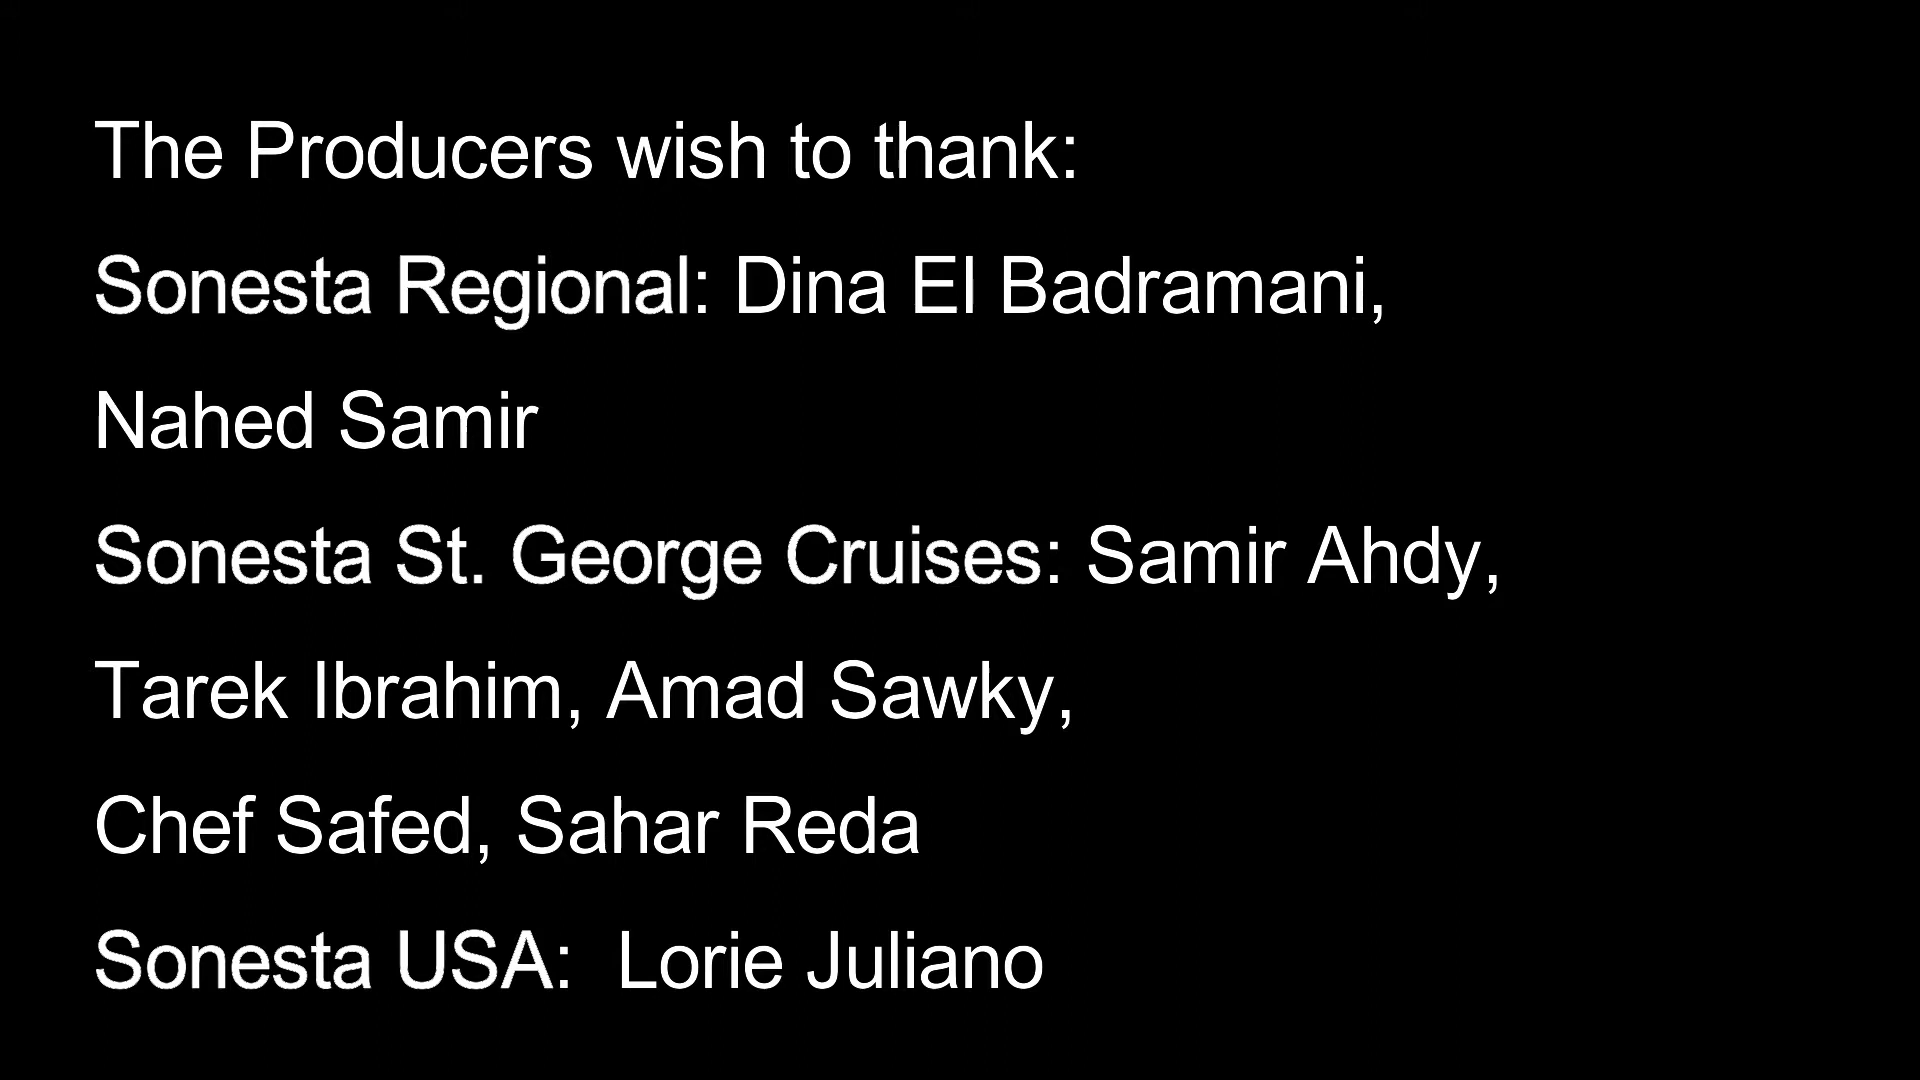 The Producers wish to thank:
Sonesta Regional: Dina El Badramani,
Nahed Samir
Sonesta St. George Cruises: Samir Ahdy,
Tarek Ibrahim, Amad Sawky,
Chef Safed, Sahar Reda
Sonesta USA:  Lorie Juliano